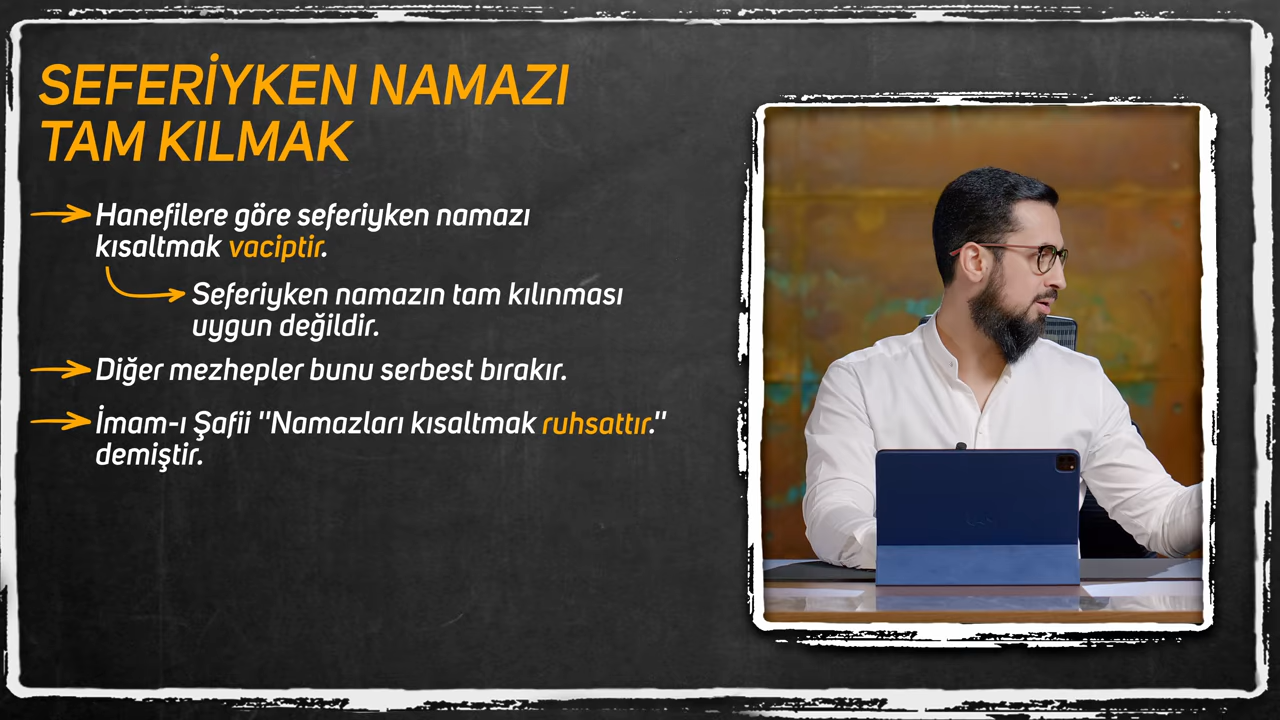 SEFERİYKEN NAMAZI
TAM KILMAK
Hanefilere göre seferiyken namazı
kısaltmak vaciptir.
Seferiyken namazın tam kılınması
uygun değildir.
Diğer mezhepler bunu serbest bırakır.
İmam-ı Şafii "Namazları kısaltmak ruhsattır."
demiştir.